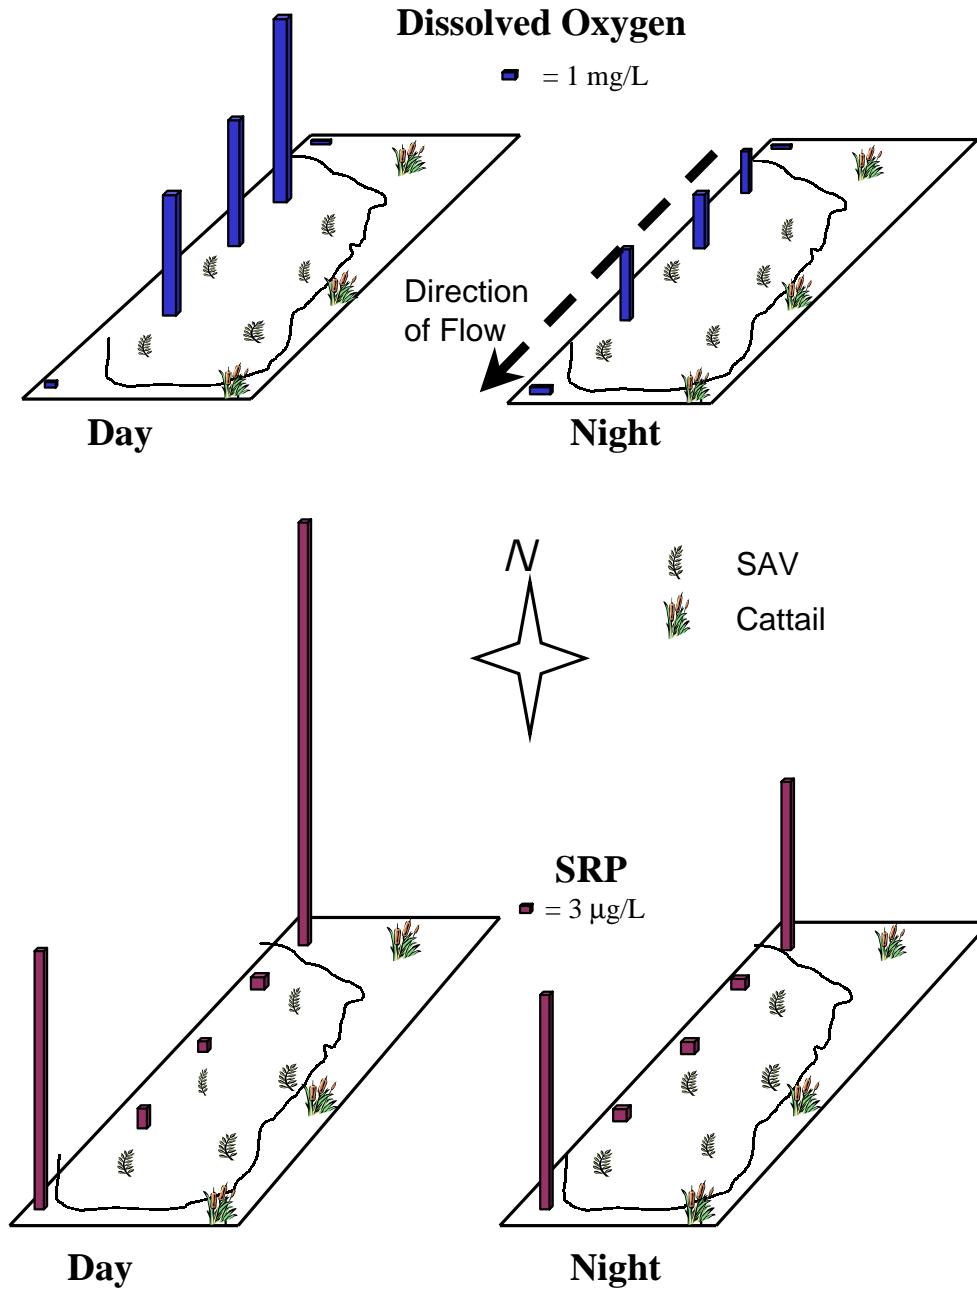 Dissolved Oxygen
= 1 mg/L
Direction
of Flow
Day
Night
N
SAV
Cattail
SRP
= 3 μg/L
Day
Night